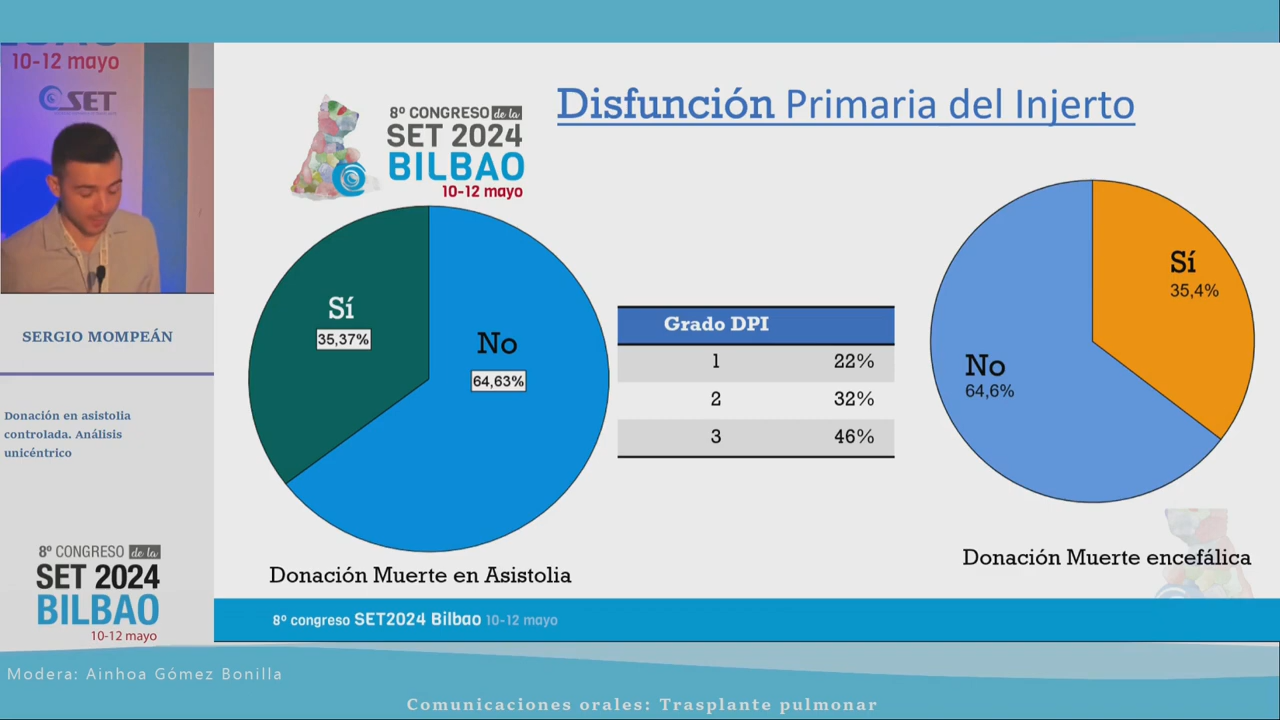 10-12 mayo
SET
SERGIO MOMPEÁN
Donación en asistolia
controlada. Análisis
unicéntrico
8º CONGRESO de la
SET 2024
BILBAO
10-12 mayo
8º CONGRESO de la
SET 2024
BILBAO
10-12 mayo
Disfunción Primaria del Injerto
Sí
35,37%
No
64,63%
Donación Muerte en Asistolia
Grado DPI
1 22%
2 32%
3 46%
Sí
35,4%
No
64,6%
Donación Muerte encefálica
8º congreso SET2024 Bilbao 10-12 mayo
Modera: Ainhoa Gómez Bonilla
Comunicaciones orales: Trasplante pulmonar